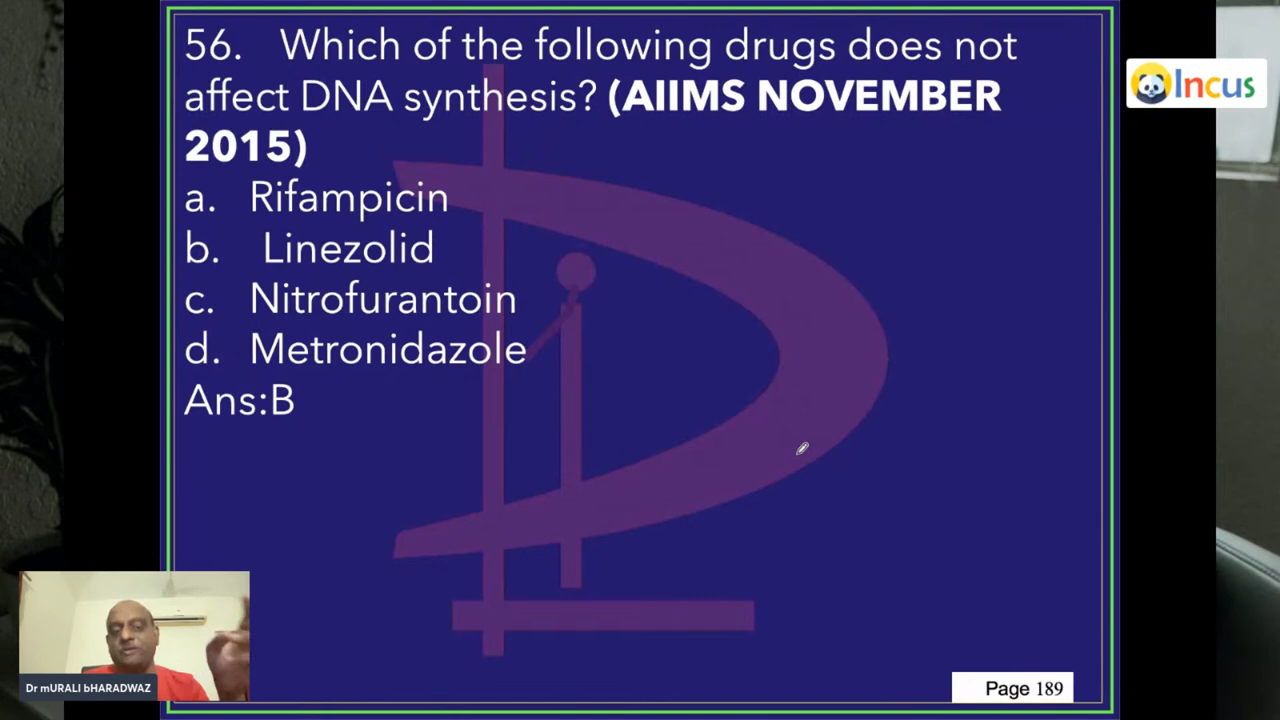 56. Which of the following drugs does not
affect DNA synthesis? (AIIMS NOVEMBER
2015)
a. Rifampicin
b. Linezolid
c. Nitrofurantoin
d. Metronidazole
Ans:B
Incus
Dr mURALI bHARADWAZ
Page 189